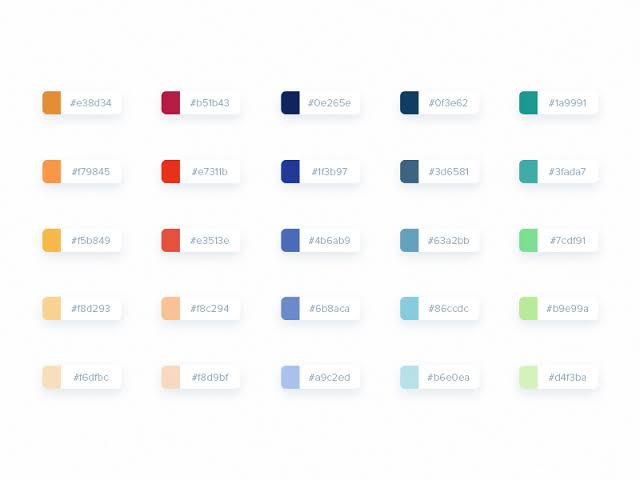 #e38d34 #b51b43 #0e265e #0f3e62 #1a9991
#f79845 #e7311b #1f3b97 #3d6581 #3fada7
#f5b849 #e3513e #4b6ab9 #63a2bb #7cdf91
#f8d293 #f8c294 #6b8aca #86ccdc #b9e99a
#f6dfbc #f8d9bf #a9c2ed #b6e0ea #d4f3ba